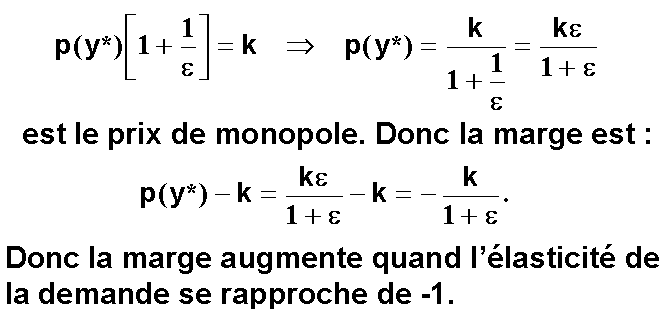 p(y*)[1 + 1/ε] = k ⇒ p(y*) = k/(1 + 1/ε) = kε/(1 + ε)
est le prix de monopole. Donc la marge est :
p(y*) − k = kε/(1 + ε) − k = − k/(1 + ε).
Donc la marge augmente quand l’élasticité de
la demande se rapproche de -1.